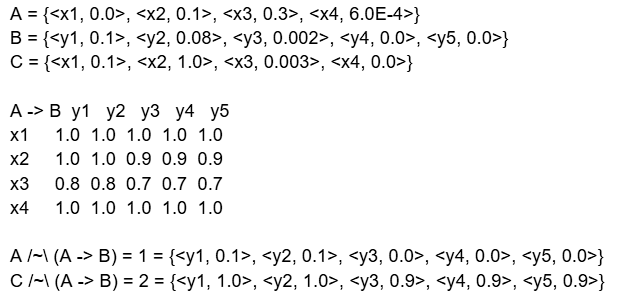 A = {<x1, 0.0>, <x2, 0.1>, <x3, 0.3>, <x4, 6.0E-4>}
B = {<y1, 0.1>, <y2, 0.08>, <y3, 0.002>, <y4, 0.0>, <y5, 0.0>}
C = {<x1, 0.1>, <x2, 1.0>, <x3, 0.003>, <x4, 0.0>}
A -> B y1 y2 y3 y4 y5
x1 1.0 1.0 1.0 1.0 1.0
x2 1.0 1.0 0.9 0.9 0.9
x3 0.8 0.8 0.7 0.7 0.7
x4 1.0 1.0 1.0 1.0 1.0
A /~\ (A -> B) = 1 = {<y1, 0.1>, <y2, 0.1>, <y3, 0.0>, <y4, 0.0>, <y5, 0.0>}
C /~\ (A -> B) = 2 = {<y1, 1.0>, <y2, 1.0>, <y3, 0.9>, <y4, 0.9>, <y5, 0.9>}